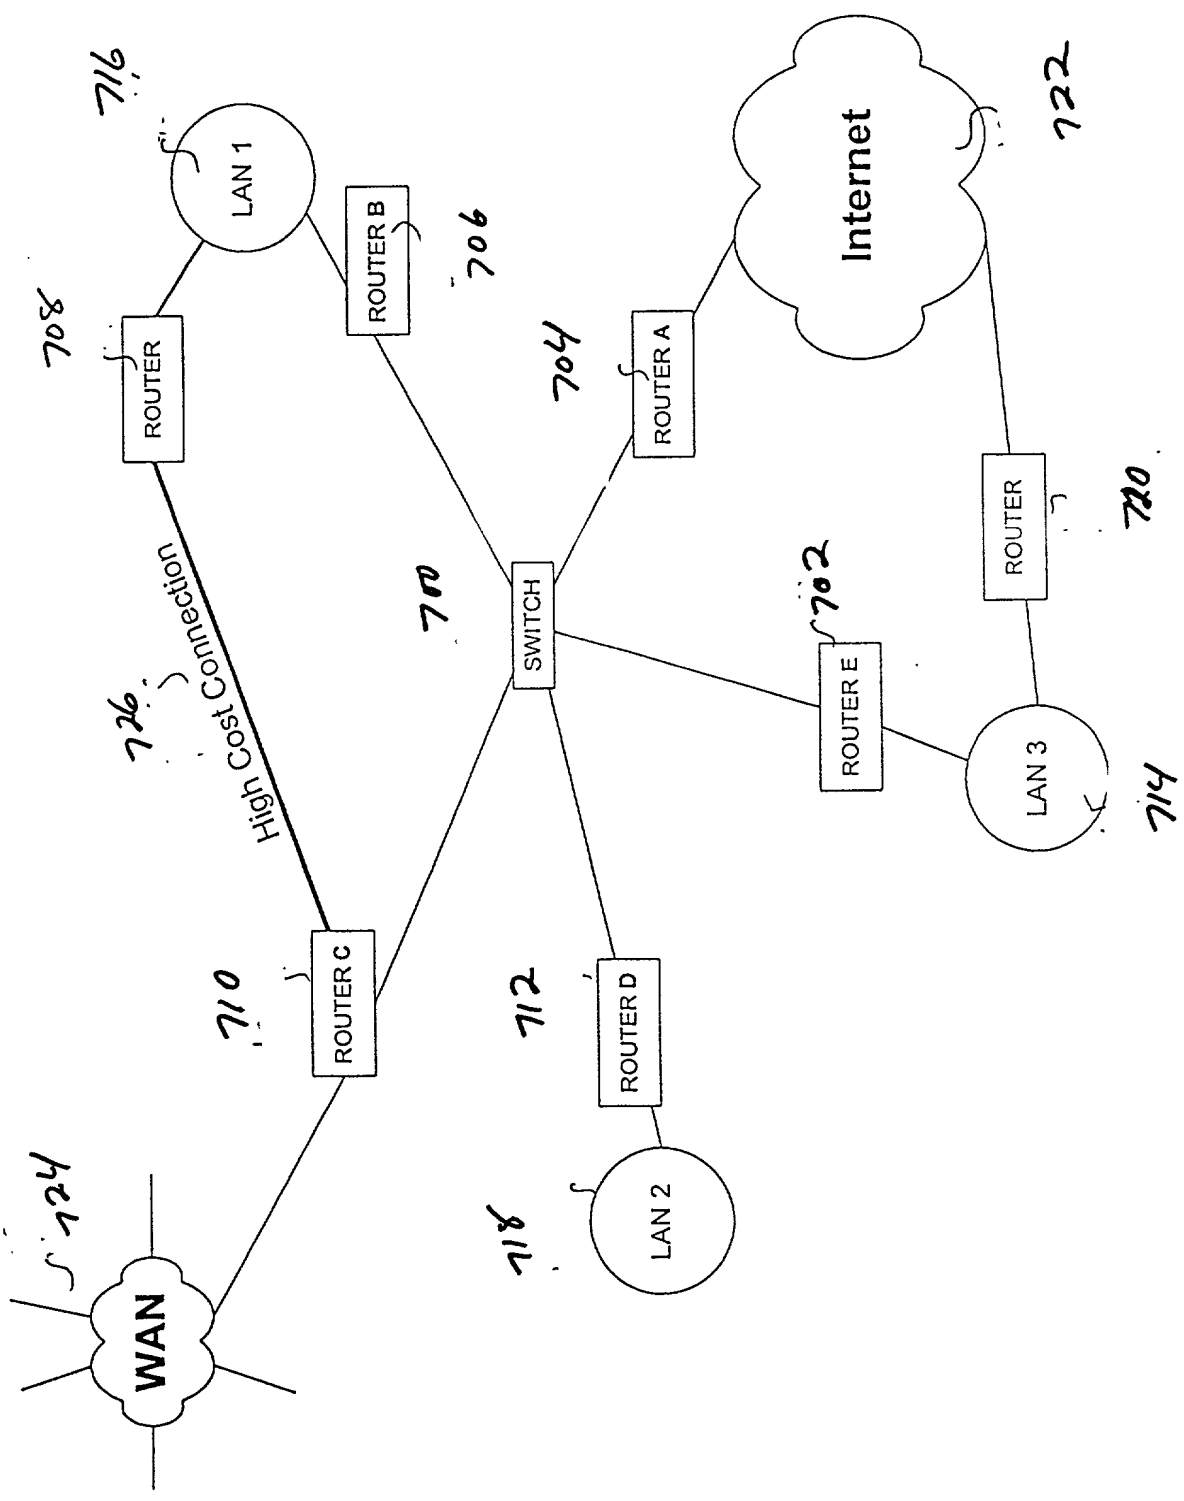 WAN
724
ROUTER C
710
High Cost Connection
726
ROUTER
708
LAN 1
716
ROUTER B
706
SWITCH
700
ROUTER D
712
LAN 2
718
ROUTER A
704
ROUTER E
702
LAN 3
714
ROUTER
720
Internet
722